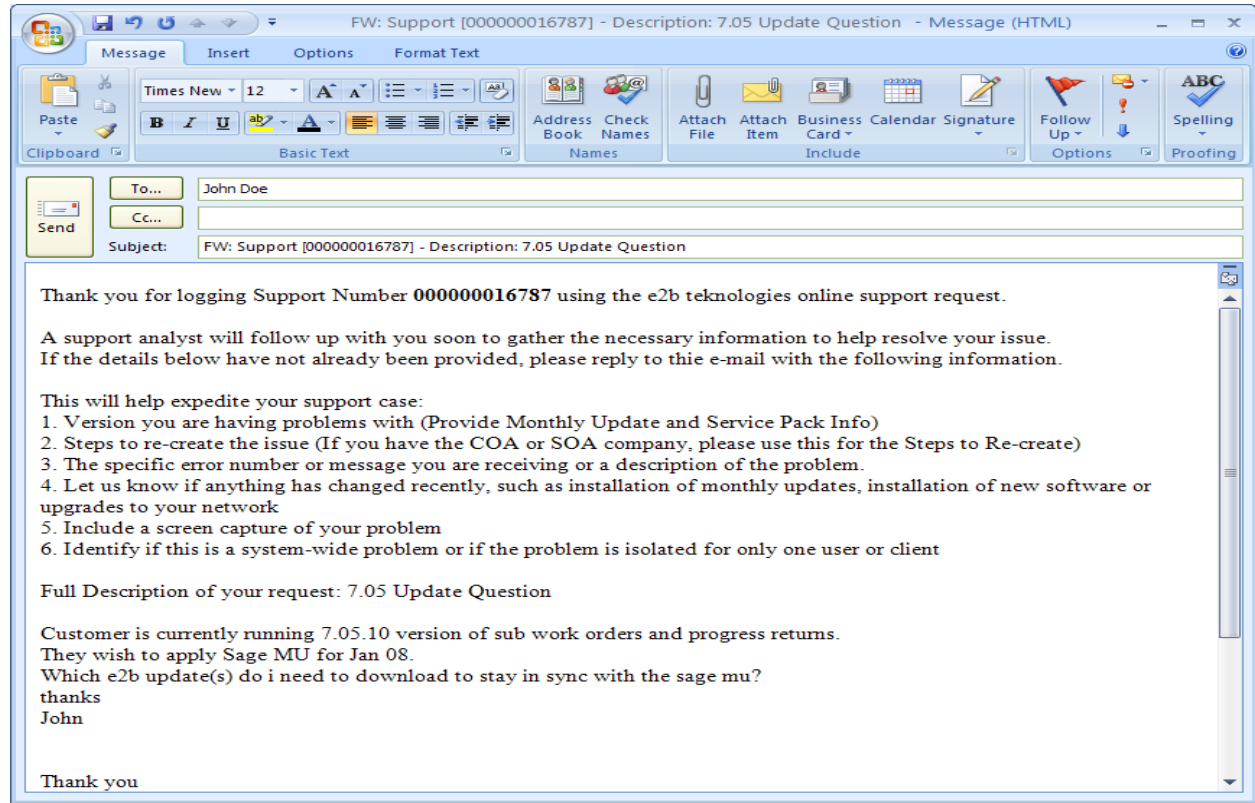 FW: Support [000000016787] - Description: 7.05 Update Question - Message (HTML)
Message Insert Options Format Text
Times New 12
Paste
B I U
Address Book
Check Names
Attach File
Attach Item
Business Card
Calendar
Signature
Follow Up
ABC
Spelling
Clipboard Basic Text Names Include Options Proofing
To... John Doe
Cc...
Send
Subject: FW: Support [000000016787] - Description: 7.05 Update Question
Thank you for logging Support Number 000000016787 using the e2b teknologies online support request.
A support analyst will follow up with you soon to gather the necessary information to help resolve your issue.
If the details below have not already been provided, please reply to thie e-mail with the following information.
This will help expedite your support case:
1. Version you are having problems with (Provide Monthly Update and Service Pack Info)
2. Steps to re-create the issue (If you have the COA or SOA company, please use this for the Steps to Re-create)
3. The specific error number or message you are receiving or a description of the problem.
4. Let us know if anything has changed recently, such as installation of monthly updates, installation of new software or
upgrades to your network
5. Include a screen capture of your problem
6. Identify if this is a system-wide problem or if the problem is isolated for only one user or client
Full Description of your request: 7.05 Update Question
Customer is currently running 7.05.10 version of sub work orders and progress returns.
They wish to apply Sage MU for Jan 08.
Which e2b update(s) do i need to download to stay in sync with the sage mu?
thanks
John
Thank you